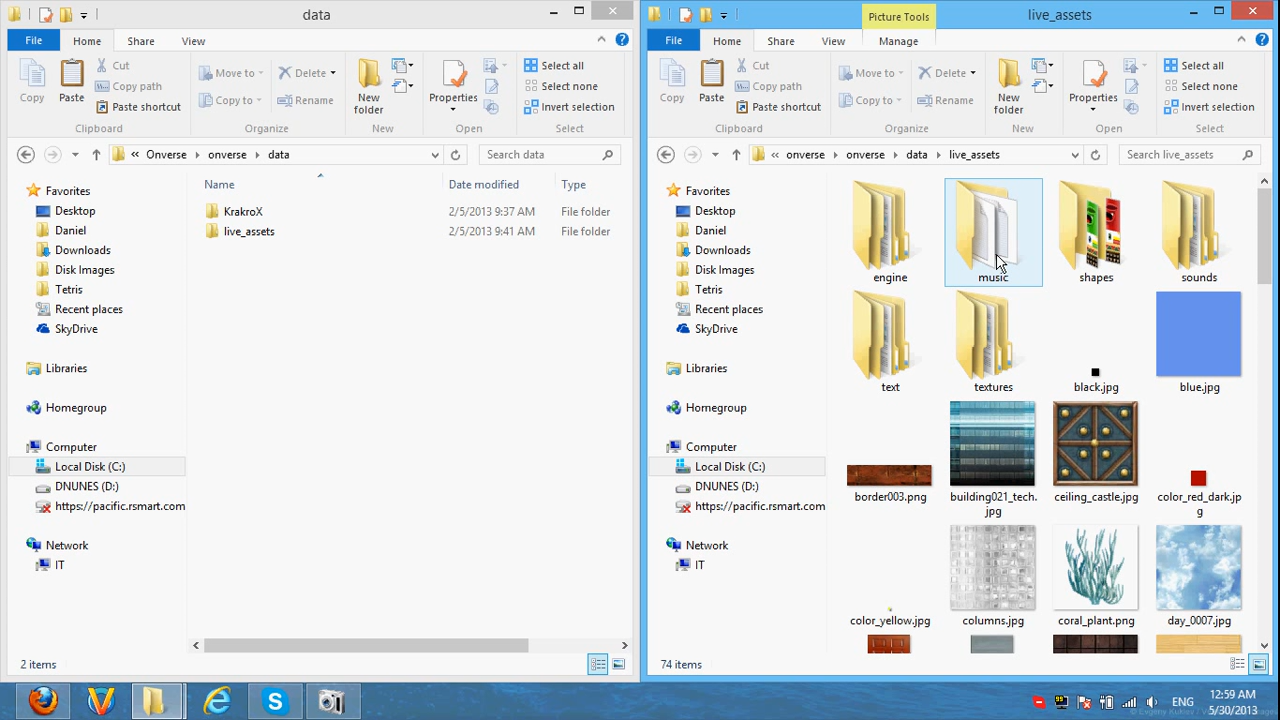 data
File
Home
Share
View
Copy
Paste
Cut
Copy path
Paste shortcut
Clipboard
Move to
Copy to
Delete
Rename
Organize
New folder
New
Properties
Open
Select all
Select none
Invert selection
Select
Onverse
onverse
data
Search data
Favorites
Desktop
Daniel
Downloads
Disk Images
Tetris
Recent places
SkyDrive
Libraries
Homegroup
Computer
Local Disk (C:)
DNUNES (D:)
https://pacific.rsmart.com
Network
IT
Name
Date modified
Type
KrakroX
2/5/2013 9:37 AM
File folder
live_assets
2/5/2013 9:41 AM
File folder
2 items
Picture Tools
live_assets
File
Home
Share
View
Manage
Copy
Paste
Cut
Copy path
Paste shortcut
Clipboard
Move to
Copy to
Delete
Rename
Organize
New folder
New
Properties
Open
Select all
Select none
Invert selection
Select
onverse
onverse
data
live_assets
Search live_assets
Favorites
Desktop
Daniel
Downloads
Disk Images
Tetris
Recent places
SkyDrive
Libraries
Homegroup
Computer
Local Disk (C:)
DNUNES (D:)
https://pacific.rsmart.com
Network
IT
engine
music
shapes
sounds
text
textures
black.jpg
blue.jpg
border003.png
building021_tech.
jpg
ceiling_castle.jpg
color_red_dark.jp
g
color_yellow.jpg
columns.jpg
coral_plant.png
day_0007.jpg
74 items
ENG
12:59 AM
5/30/2013